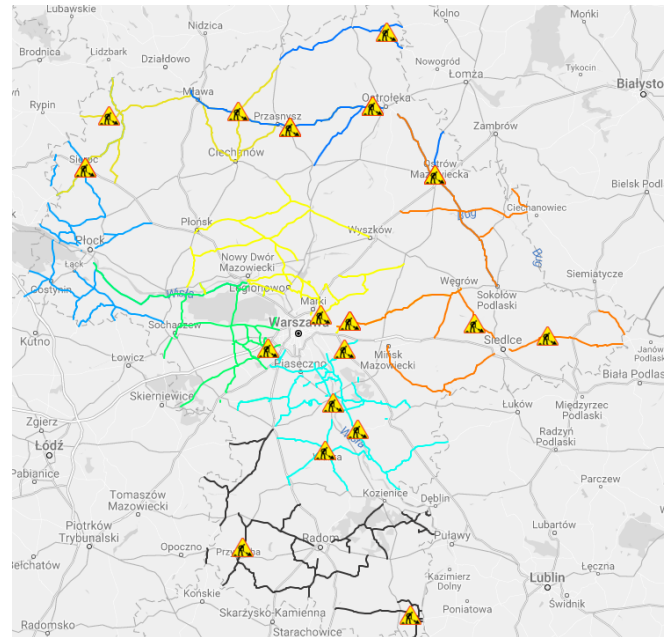 Lubawskie
Nidzica
Kolno
Mońki
Brodnica
Lidzbark
Działdowo
Nowogród
Łomża
Tykocin
Białysto
Rypin
Mława
Przasnysz
Ostrołęka
Zambrów
Sierpc
Ciechanów
Ostrów
Mazowiecka
Bielsk Podl
Płońsk
Wyszków
Bug
Ciechanowiec
Płock
Łąck
Nowy Dwór
Mazowiecki
Bug
Siemiatycze
Gostynin
Wisła
Legionowo
Węgrów
Sokołów
Podlaski
Marki
Kutno
Sochaczew
Warszawa
Siedlce
Janów
Podlaski
Łowicz
Piaseczno
Mińsk
Mazowiecki
Biała Podlas
Skierniewice
Zgierz
Łuków
Międzyrzec
Podlaski
Łódź
Wisła
Radzyń
Podlaski
Pabianice
Kozienice
Dęblin
Parczew
Tomaszów
Mazowiecki
Piotrków
Trybunalski
Opoczno
Radom
Puławy
Lubartów
Bełchatów
Kazimierz
Dolny
Lublin
Łęczna
Końskie
Poniatowa
Świdnik
Radomsko
Skarżysko-Kamienna
Starachowice